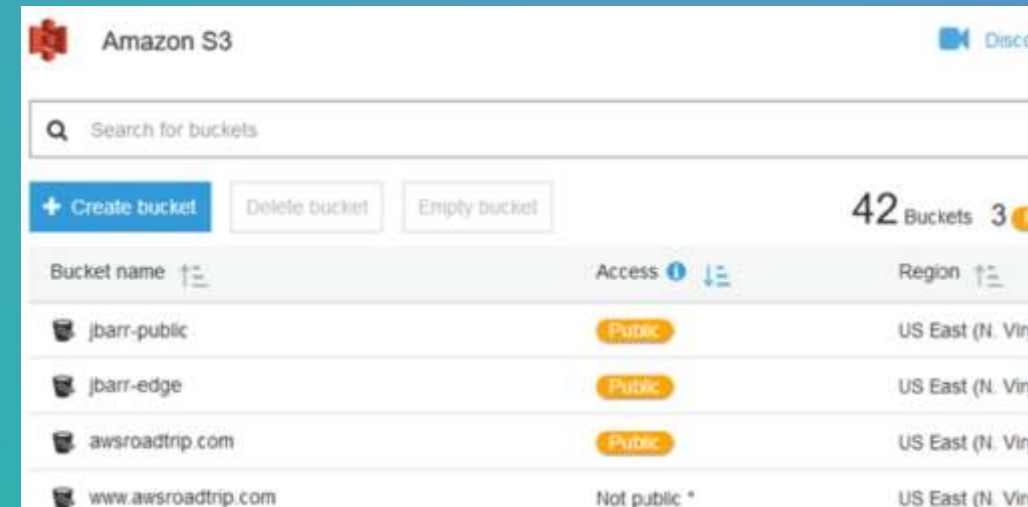 Amazon S3
Disco
Search for buckets
+ Create bucket Delete bucket Empty bucket 42 Buckets 3
Bucket name Access Region
jbarr-public Public US East (N. Vir
jbarr-edge Public US East (N. Vir
awsroadtrip.com Public US East (N. Vir
www.awsroadtrip.com Not public * US East (N. Vir